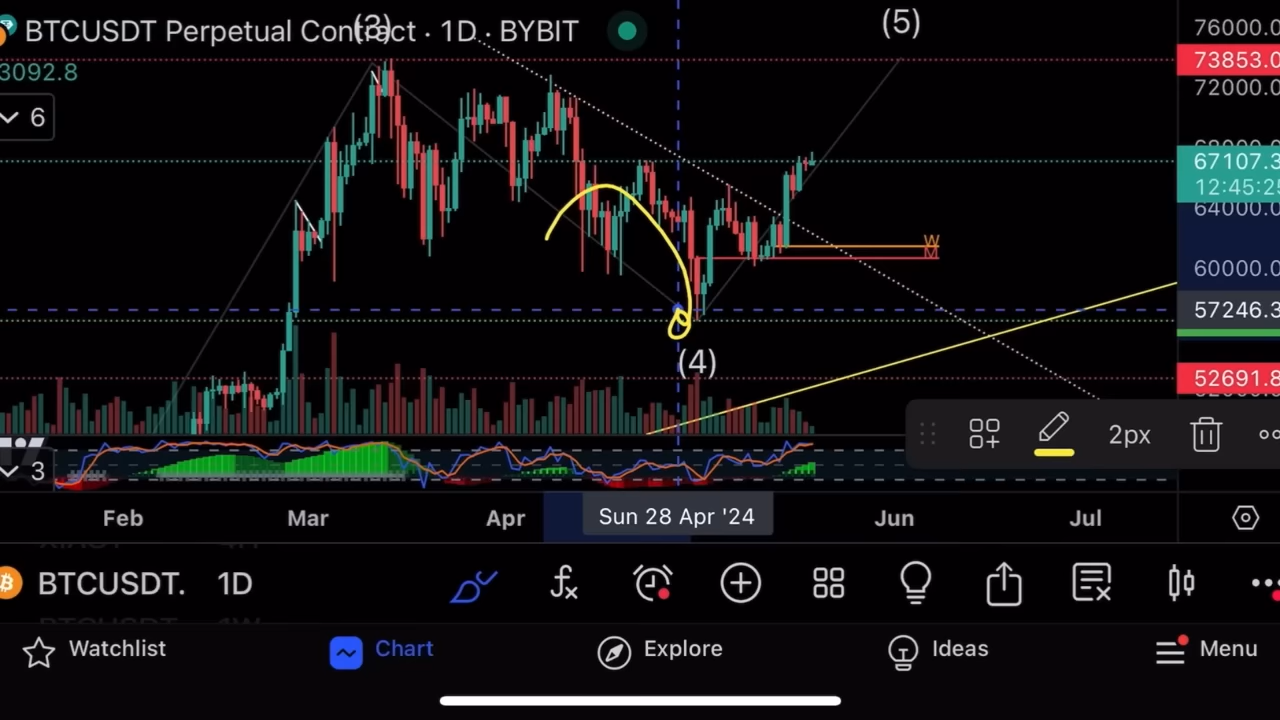 (3)
(5)
BTCUSDT Perpetual Contract · 1D · BYBIT
76000.0
73853.0
3092.8
72000.0
6
68000.0
67107.3
12:45:25
64000.0
W
M
60000.0
57246.3
(4)
52691.8
2px
3
Feb
Mar
Apr
Sun 28 Apr '24
Jun
Jul
BTCUSDT.
1D
Watchlist
Chart
Explore
Ideas
Menu